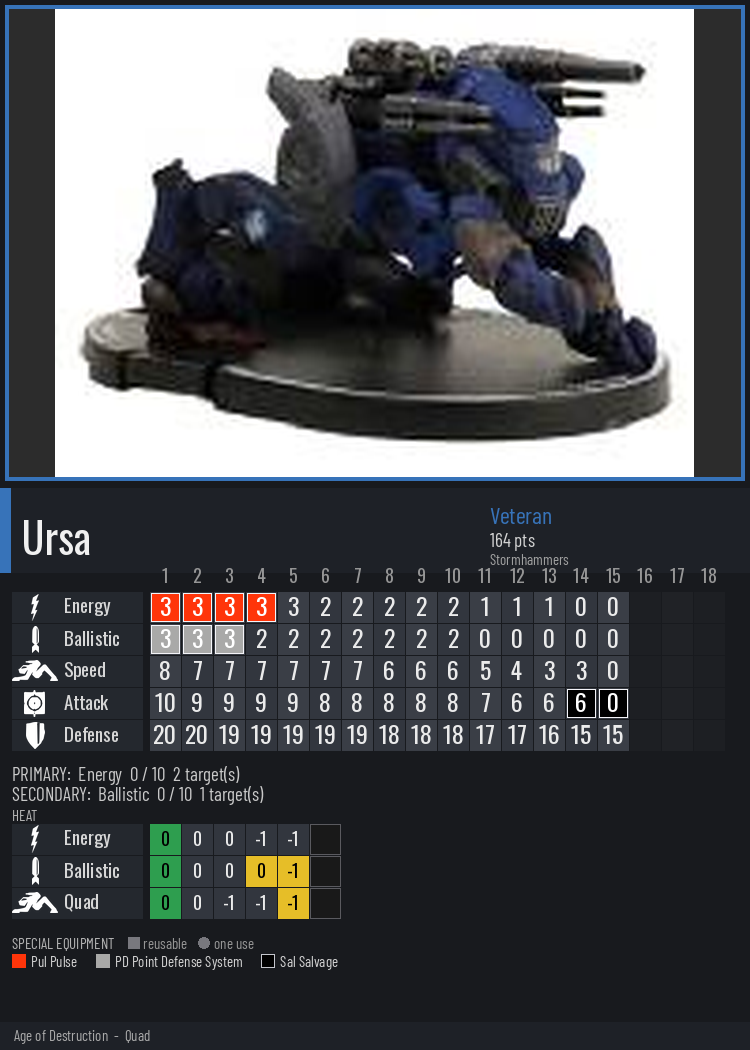 Ursa
Veteran
164 pts
Stormhammers
1 2 3 4 5 6 7 8 9 10 11 12 13 14 15 16 17 18
Energy 3 3 3 3 3 2 2 2 2 2 1 1 1 0 0
Ballistic 3 3 3 2 2 2 2 2 2 2 0 0 0 0 0
Speed 8 7 7 7 7 7 7 6 6 6 5 4 3 3 0
Attack 10 9 9 9 9 8 8 8 8 8 7 6 6 6 0
Defense 20 20 19 19 19 19 19 18 18 18 17 17 16 15 15
PRIMARY: Energy 0 / 10 2 target(s)
SECONDARY: Ballistic 0 / 10 1 target(s)
HEAT
Energy 0 0 0 -1 -1
Ballistic 0 0 0 0 -1
Quad 0 0 -1 -1 -1
SPECIAL EQUIPMENT reusable one use
Pul Pulse PD Point Defense System Sal Salvage
Age of Destruction - Quad